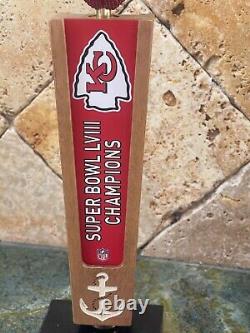 KC
SUPER BOWL LVIII
CHAMPIONS
NFL